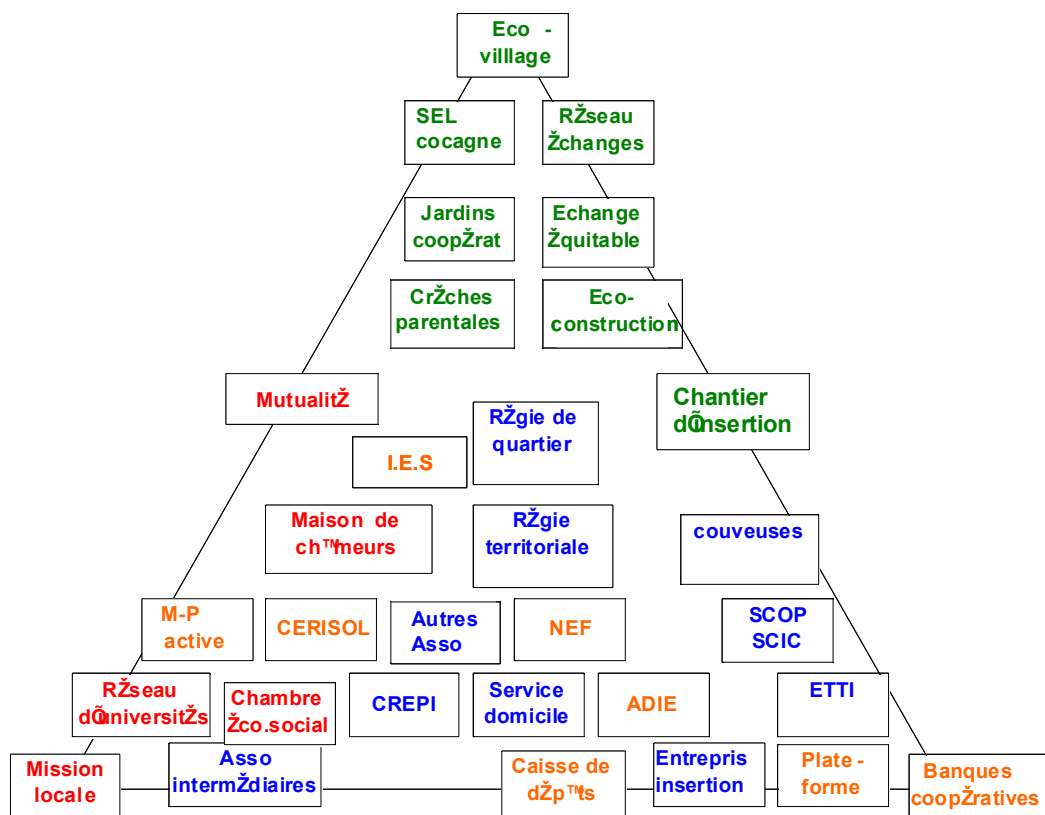 Eco -
villlage
SEL
cocagne
RŽseau
Žchanges
Jardins
coopŽrat
Echange
Žquitable
CrŽches
parentales
Eco-
construction
MutualitŽ
Chantier
dÕinsertion
RŽgie de
quartier
I.E.S
Maison de
ch™meurs
RŽgie
territoriale
couveuses
M-P
active
CERISOL
Autres
Asso
NEF
SCOP
SCIC
RŽseau
dÕuniversitŽs
Chambre
Žco.social
CREPI
Service
domicile
ADIE
ETTI
Mission
locale
Asso
intermŽdiaires
Caisse de
dŽp™ts
Entrepris
insertion
Plate -
forme
Banques
coopŽratives